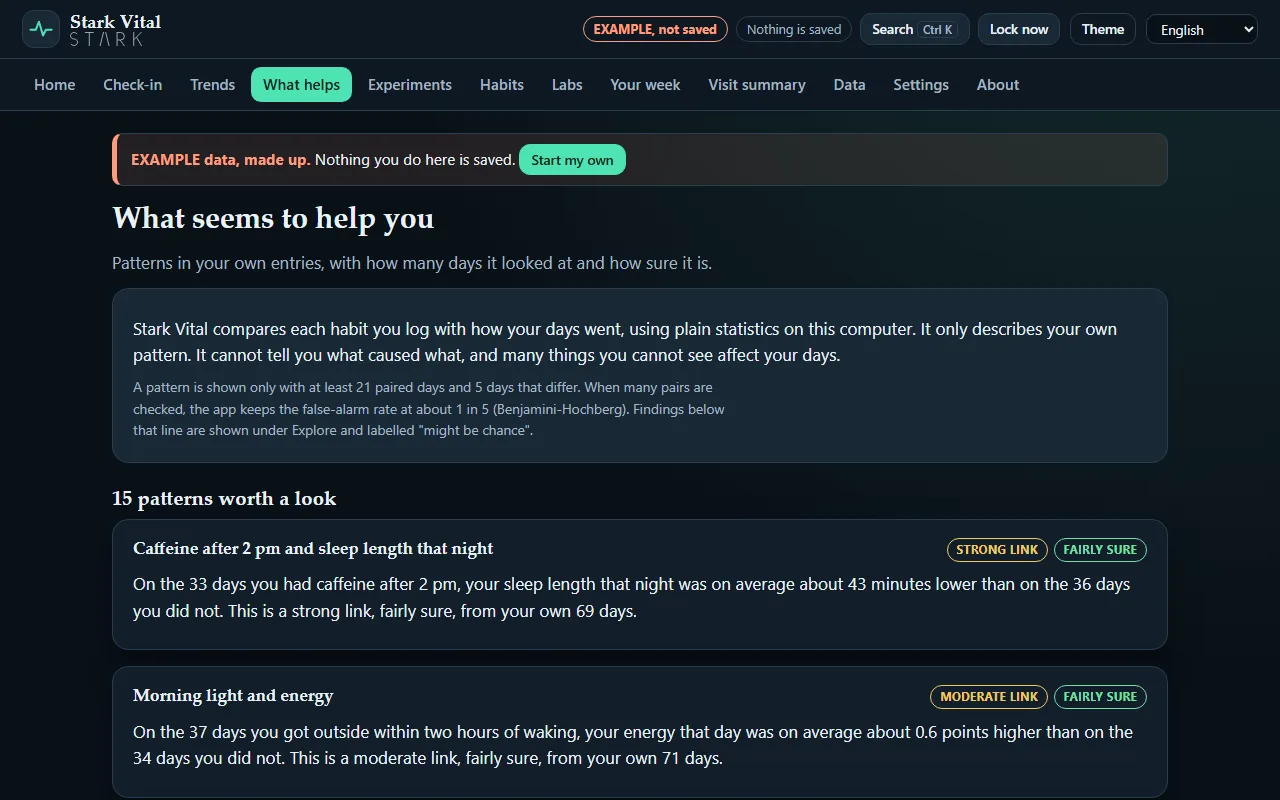 Stark Vital
STARK
EXAMPLE, not saved
Nothing is saved
Search Ctrl K
Lock now
Theme
English
Home
Check-in
Trends
What helps
Experiments
Habits
Labs
Your week
Visit summary
Data
Settings
About
EXAMPLE data, made up. Nothing you do here is saved. Start my own
What seems to help you
Patterns in your own entries, with how many days it looked at and how sure it is.
Stark Vital compares each habit you log with how your days went, using plain statistics on this computer. It only describes your own
pattern. It cannot tell you what caused what, and many things you cannot see affect your days.
A pattern is shown only with at least 21 paired days and 5 days that differ. When many pairs are
checked, the app keeps the false-alarm rate at about 1 in 5 (Benjamini-Hochberg). Findings below
that line are shown under Explore and labelled "might be chance".
15 patterns worth a look
Caffeine after 2 pm and sleep length that night
STRONG LINK
FAIRLY SURE
On the 33 days you had caffeine after 2 pm, your sleep length that night was on average about 43 minutes lower than on the 36 days
you did not. This is a strong link, fairly sure, from your own 69 days.
Morning light and energy
MODERATE LINK
FAIRLY SURE
On the 37 days you got outside within two hours of waking, your energy that day was on average about 0.6 points higher than on the
34 days you did not. This is a moderate link, fairly sure, from your own 71 days.